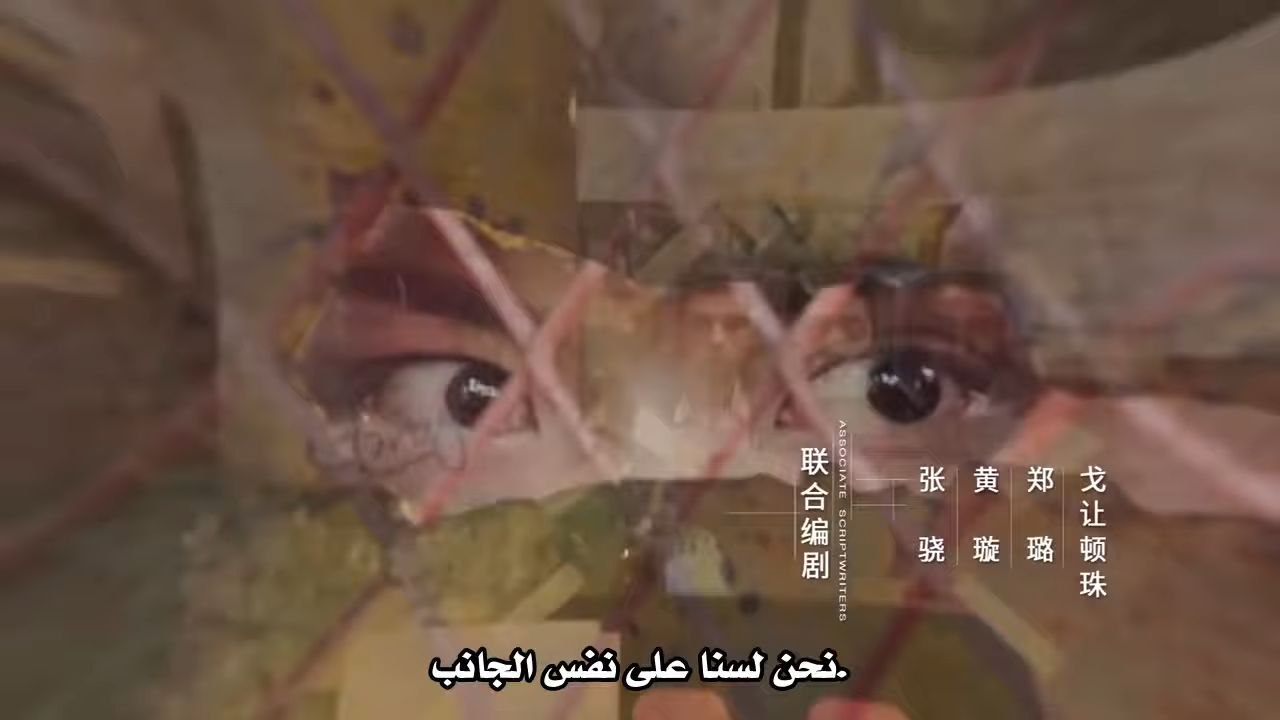 联合编剧
ASSOCIATE SCRIPTWRITERS
张骁
黄璇
郑璐
戈让顿珠
نحن لسنا على نفس الجانب.